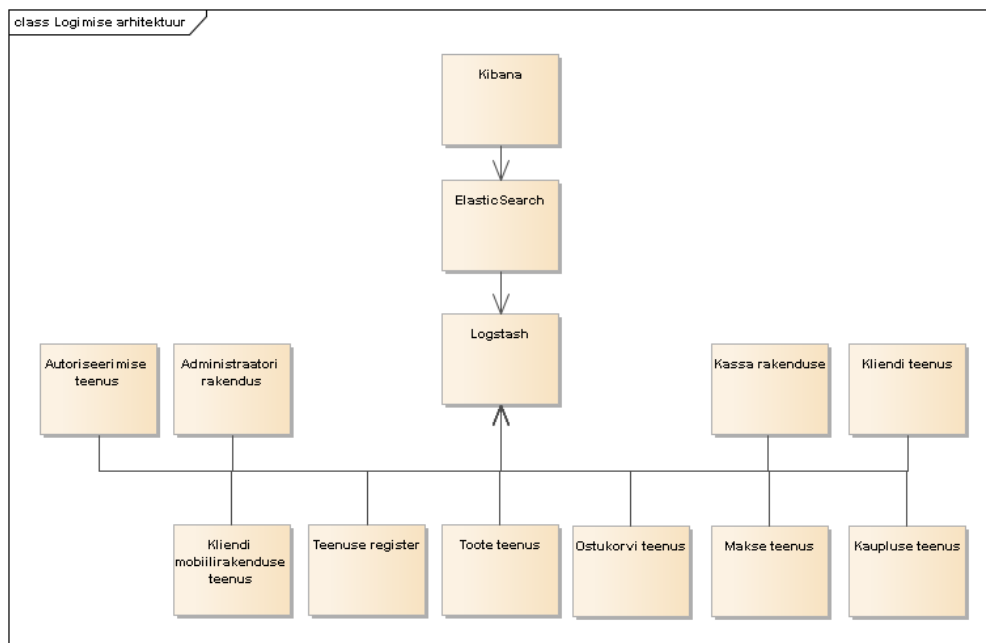 class Logimise arhitektuur
Kibana
ElasticSearch
Logstash
Autoriseerimise
teenus
Administraatori
rakendus
Kassa rakenduse
Kliendi teenus
Kliendi
mobiilirakenduse
teenus
Teenuse register
Toote teenus
Ostukorvi teenus
Makse teenus
Kaupluse teenus